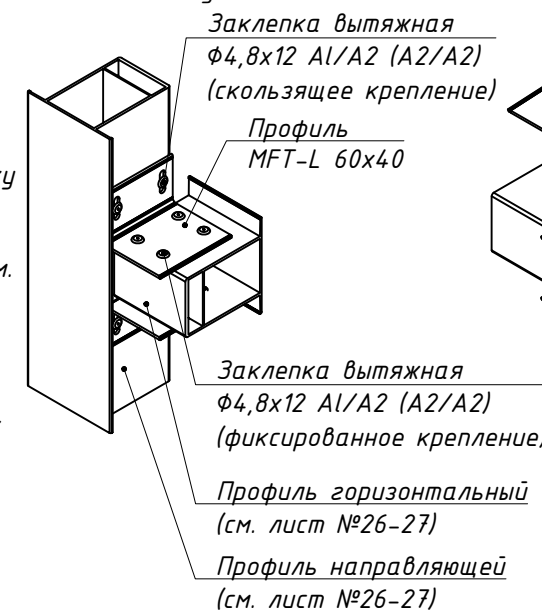 Заклепка вытяжная
Ф4,8х12 Al/A2 (A2/A2)
(скользящее крепление)
Профиль
MFT-L 60x40
Заклепка вытяжная
Ф4,8х12 Al/A2 (A2/A2)
(фиксированное крепление)
Профиль горизонтальный
(см. лист №26-27)
Профиль направляющей
(см. лист №26-27)